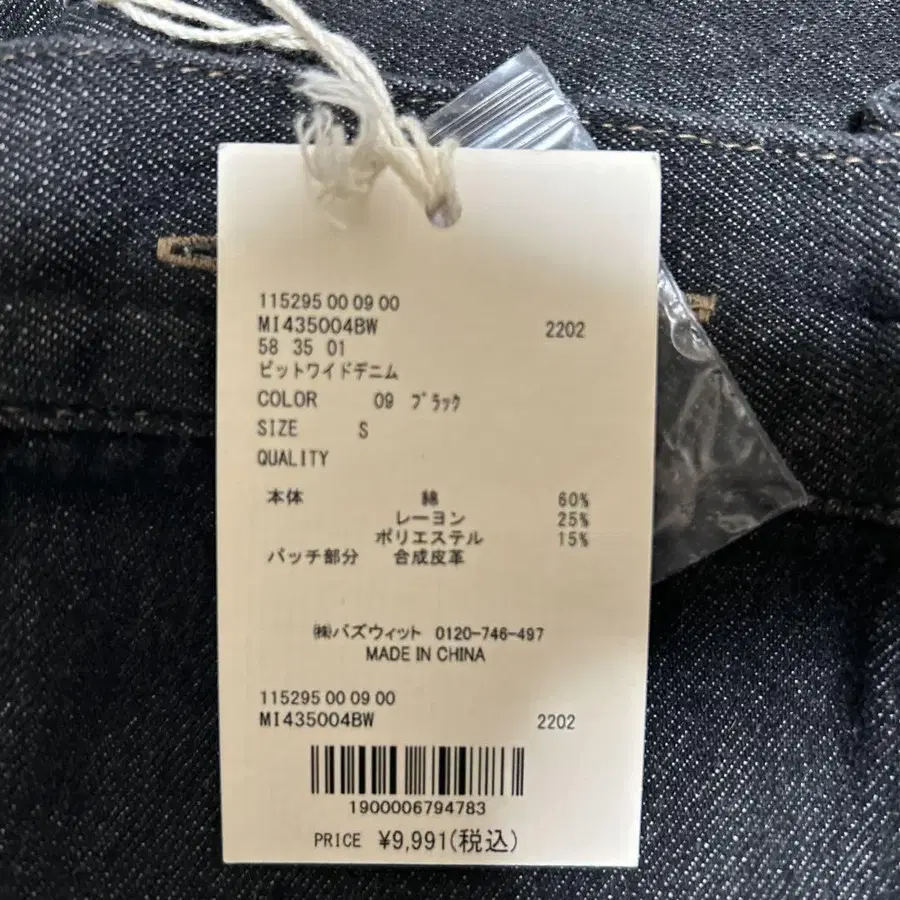 115295 00 09 00
MI435004BW 2202
58 35 01
ビットワイドデニム
COLOR 09 ブラック
SIZE S
QUALITY
本体 綿 60%
レーヨン 25%
ポリエステル 15%
パッチ部分 合成皮革
㈱バズウィット 0120-746-497
MADE IN CHINA
115295 00 09 00
MI435004BW 2202
1900006794783
PRICE ¥9,991(税込)